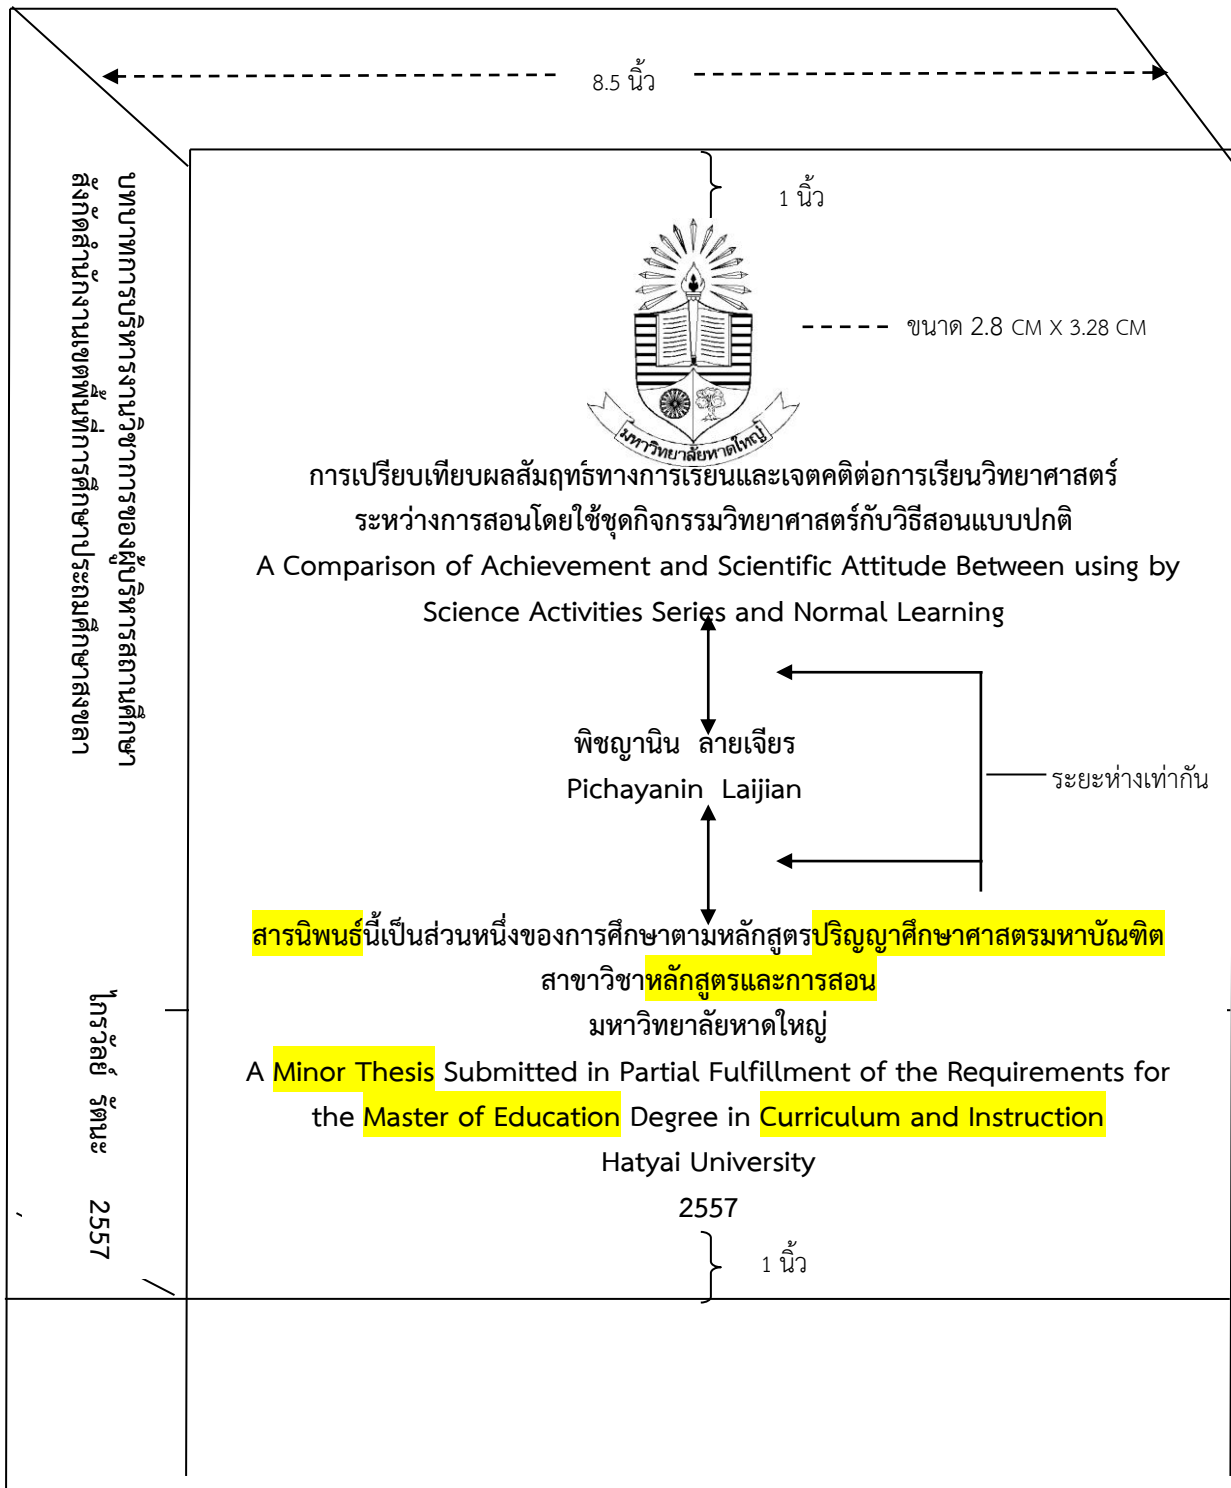 8.5 นิ้ว
1 นิ้ว
ขนาด 2.8 CM X 3.28 CM
มหาวิทยาลัยหาดใหญ่
การเปรียบเทียบผลสัมฤทธิ์ทางการเรียนและเจตคติต่อการเรียนวิทยาศาสตร์
ระหว่างการสอนโดยใช้ชุดกิจกรรมวิทยาศาสตร์กับวิธีสอนแบบปกติ
A Comparison of Achievement and Scientific Attitude Between using by
Science Activities Series and Normal Learning
พิชญานิน ลายเจียร
Pichayanin Laijian
ระยะห่างเท่ากัน
สารนิพนธ์นี้เป็นส่วนหนึ่งของการศึกษาตามหลักสูตรปริญญาศึกษาศาสตรมหาบัณฑิต
สาขาวิชาหลักสูตรและการสอน
มหาวิทยาลัยหาดใหญ่
A Minor Thesis Submitted in Partial Fulfillment of the Requirements for
the Master of Education Degree in Curriculum and Instruction
Hatyai University
2557
1 นิ้ว
บทบาทการบริหารงานวิชาการของผู้บริหารสถานศึกษา
สังกัดสำนักงานเขตพื้นที่การศึกษาประถมศึกษาสงขลา
ไกรวัลย์ รัตนะ 2557